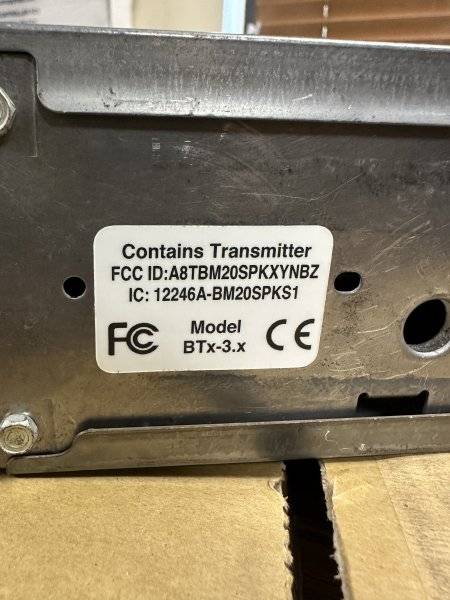 Contains Transmitter
FCC ID:A8TBM20SPKXYNBZ
IC: 12246A-BM20SPKS1
FC Model CE
BTx-3.x